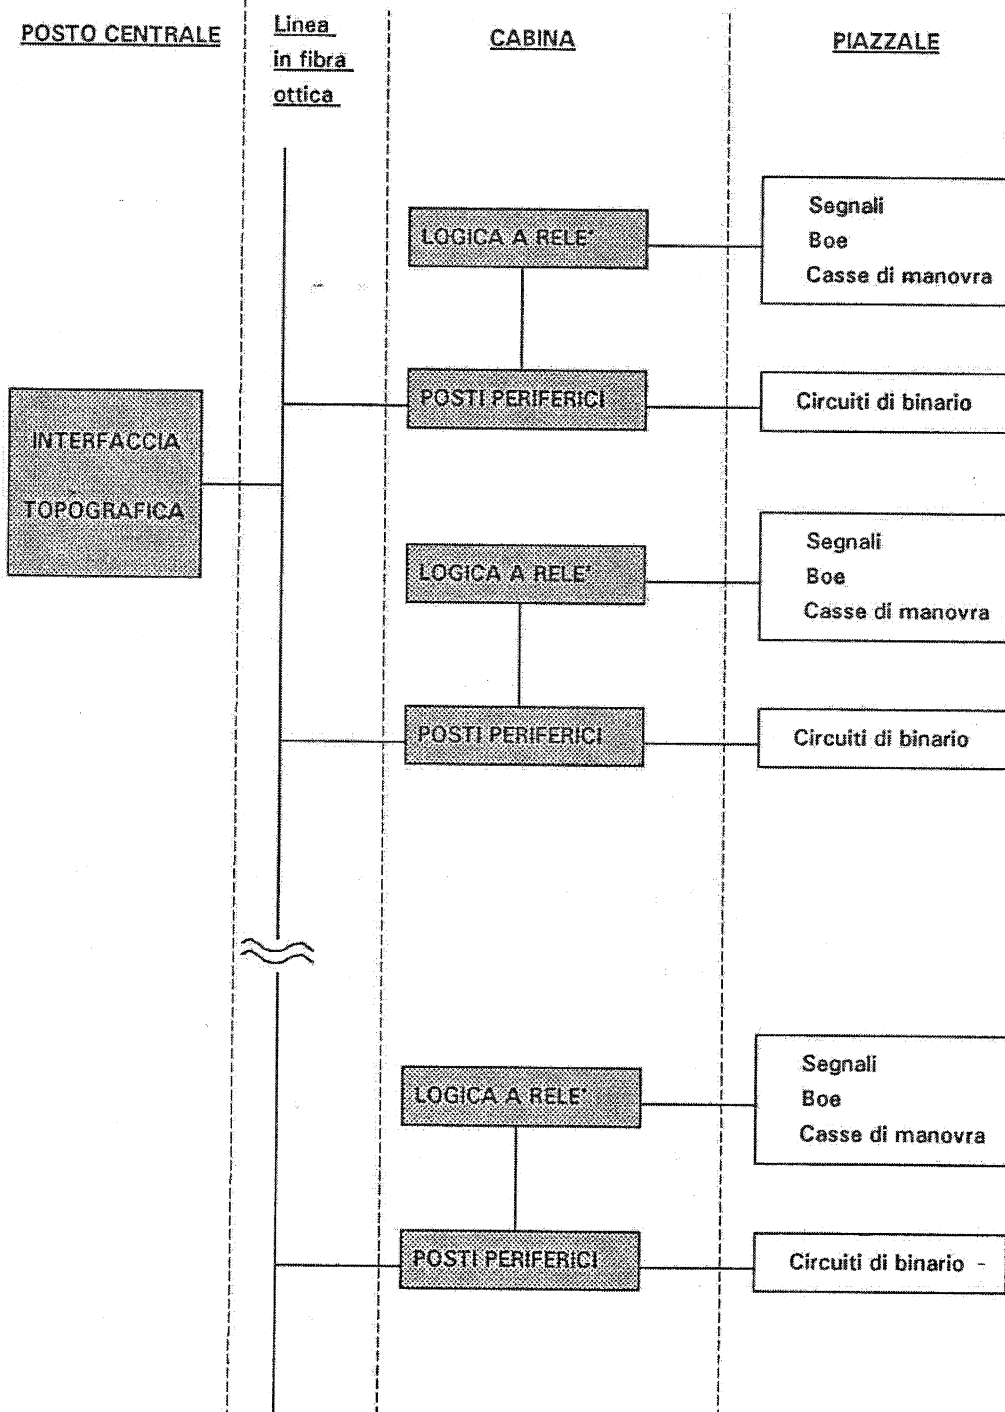 POSTO CENTRALE
Linea
in fibra
ottica
CABINA
PIAZZALE
LOGICA A RELE'
Segnali
Boe
Casse di manovra
POSTI PERIFERICI
Circuiti di binario
INTERFACCIA
TOPOGRAFICA
LOGICA A RELE'
Segnali
Boe
Casse di manovra
POSTI PERIFERICI
Circuiti di binario
LOGICA A RELE'
Segnali
Boe
Casse di manovra
POSTI PERIFERICI
Circuiti di binario